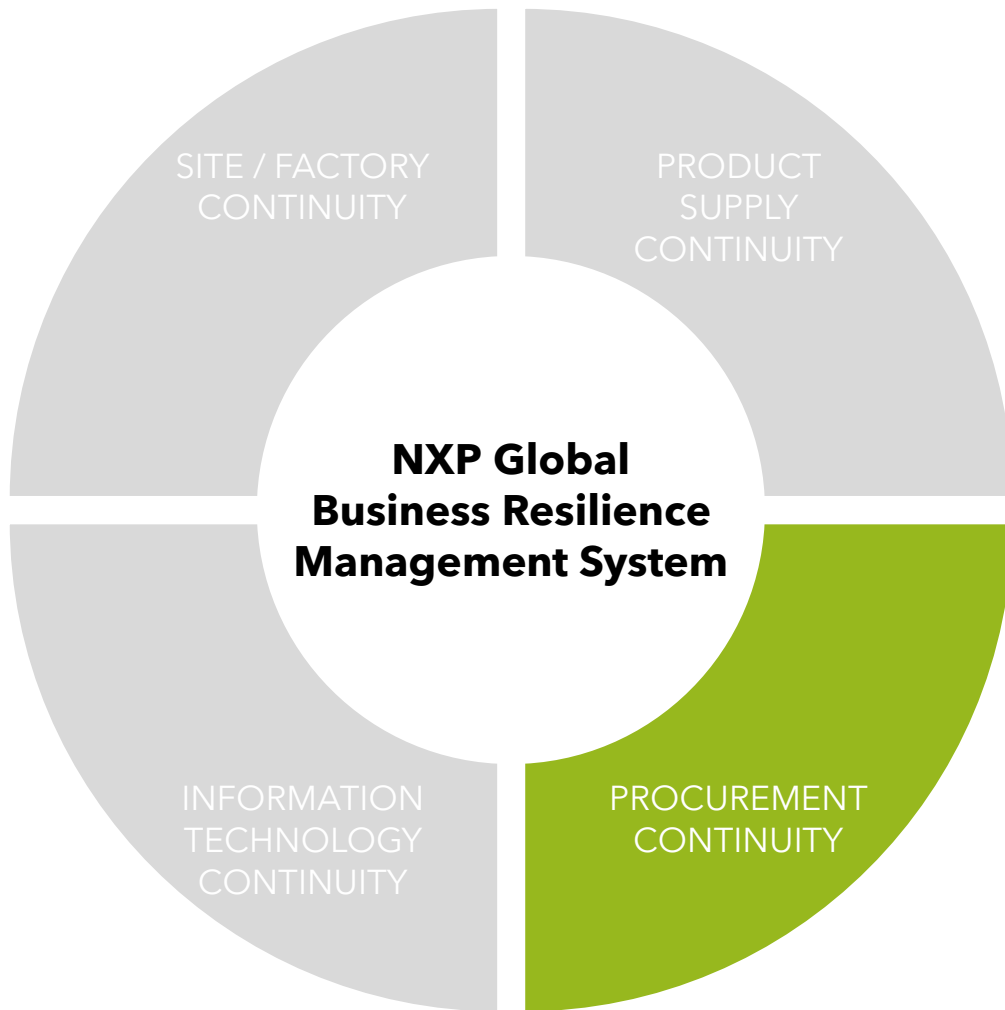 SITE / FACTORY
CONTINUITY
PRODUCT
SUPPLY
CONTINUITY
NXP Global
Business Resilience
Management System
INFORMATION
TECHNOLOGY
CONTINUITY
PROCUREMENT
CONTINUITY